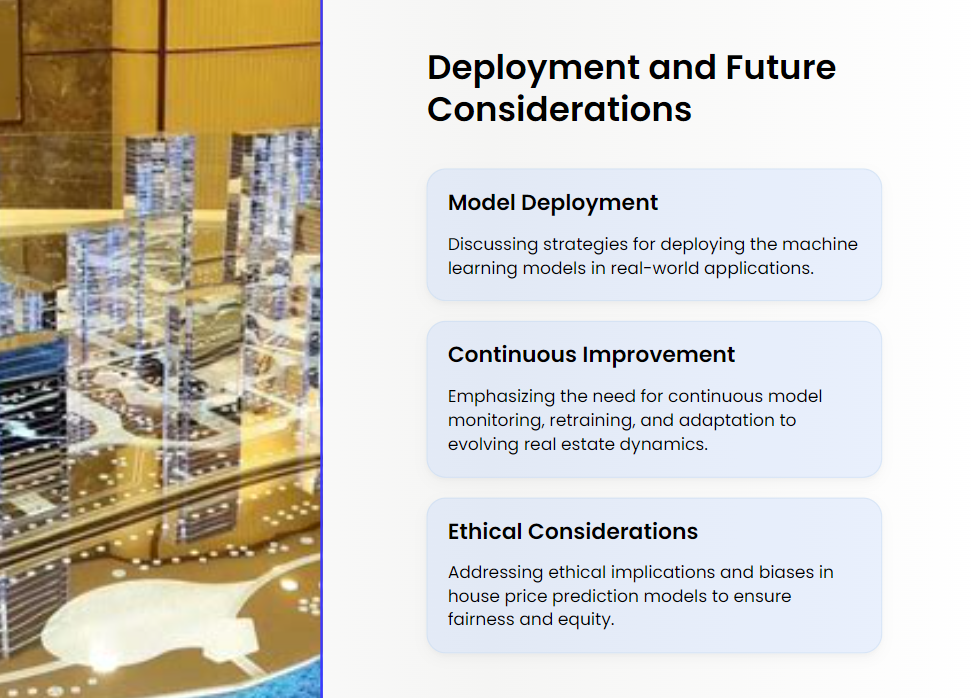 Deployment and Future
Considerations
Model Deployment
Discussing strategies for deploying the machine
learning models in real-world applications.
Continuous Improvement
Emphasizing the need for continuous model
monitoring, retraining, and adaptation to
evolving real estate dynamics.
Ethical Considerations
Addressing ethical implications and biases in
house price prediction models to ensure
fairness and equity.